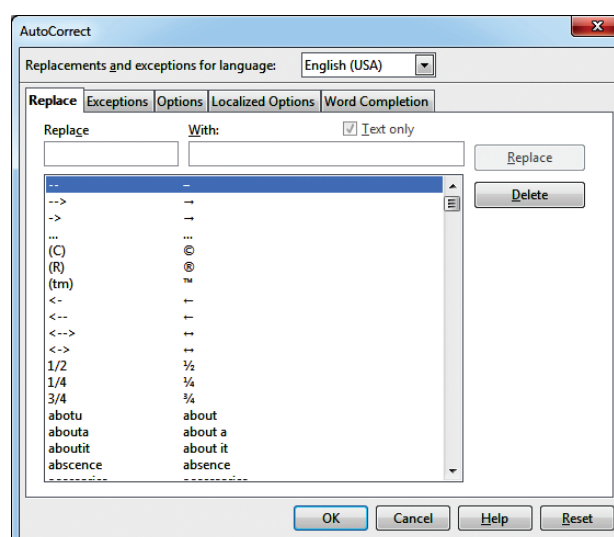 AutoCorrect
Replacements and exceptions for language: English (USA)
Replace Exceptions Options Localized Options Word Completion
Replace With: Text only
Replace
-- –
Delete
--> →
-> →
... ...
(C) ©
(R) ®
(tm) ™
<- ←
<-- ←
<--> ↔
<-> ↔
1/2 ½
1/4 ¼
3/4 ¾
abotu about
abouta about a
aboutit about it
abscence absence
OK Cancel Help Reset